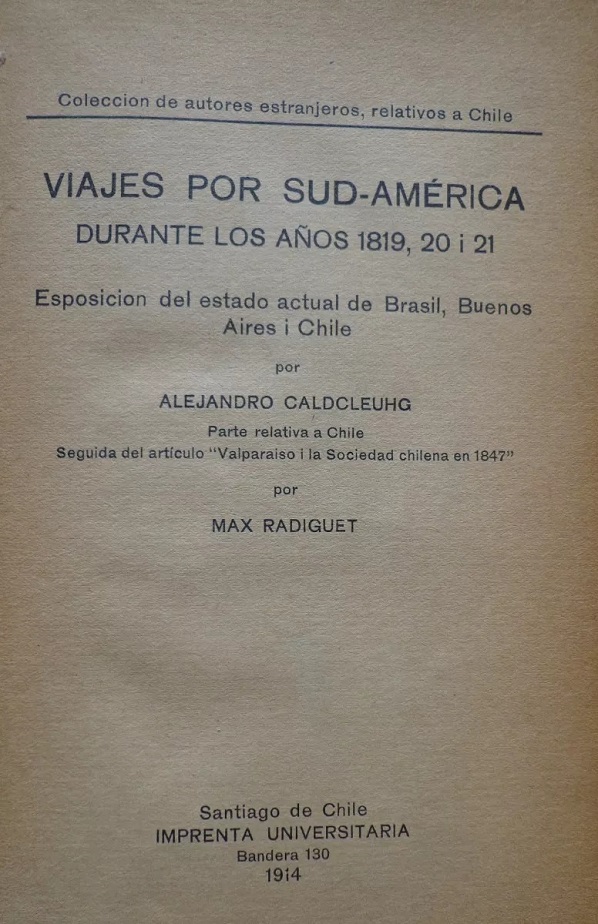 Coleccion de autores estranjeros, relativos a Chile
VIAJES POR SUD-AMÉRICA
DURANTE LOS AÑOS 1819, 20 i 21
Esposicion del estado actual de Brasil, Buenos
Aires i Chile
por
ALEJANDRO CALDCLEUHG
Parte relativa a Chile
Seguida del artículo "Valparaiso i la Sociedad chilena en 1847"
por
MAX RADIGUET
Santiago de Chile
IMPRENTA UNIVERSITARIA
Bandera 130
1914